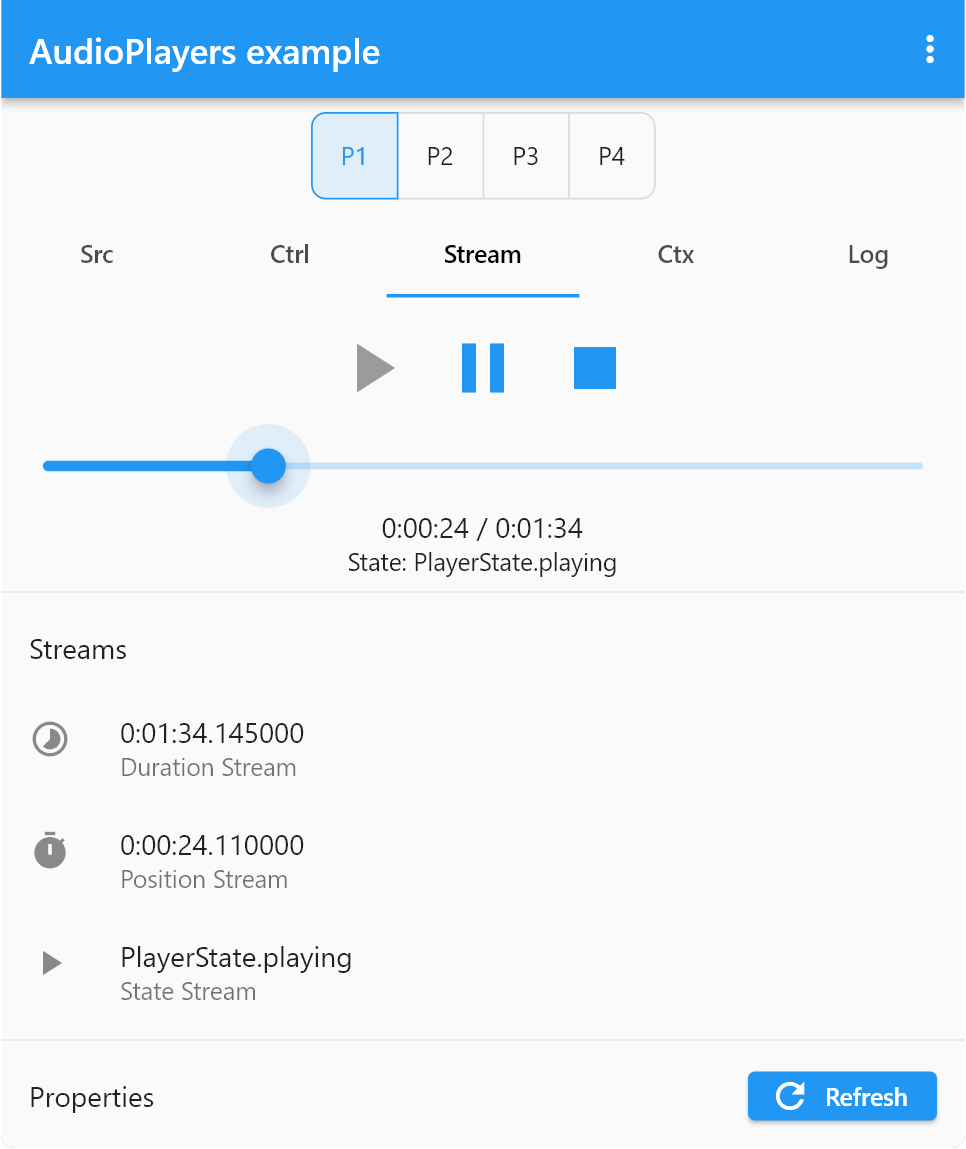 AudioPlayers example
P1 P2 P3 P4
Src Ctrl Stream Ctx Log
0:00:24 / 0:01:34
State: PlayerState.playing
Streams
0:01:34.145000
Duration Stream
0:00:24.110000
Position Stream
PlayerState.playing
State Stream
Properties Refresh